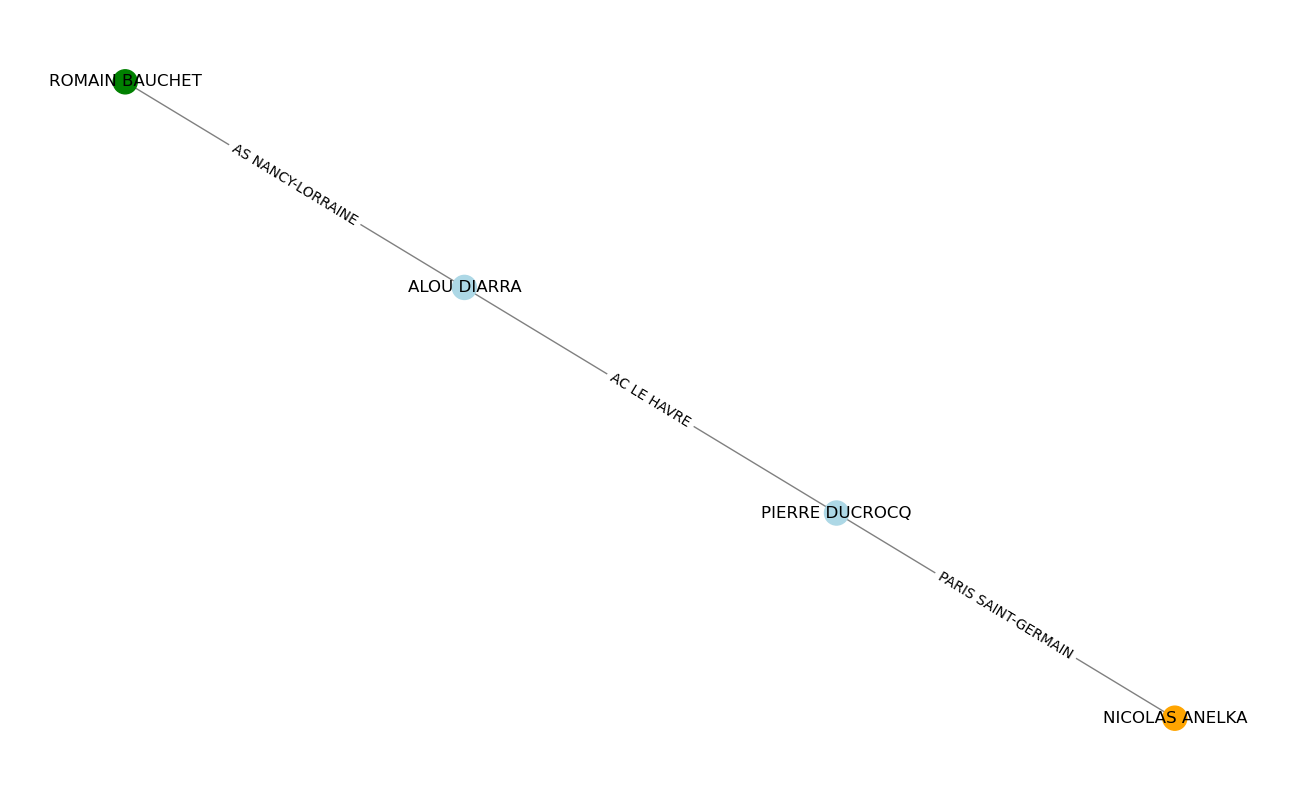 ROMAIN BAUCHET
AS NANCY-LORRAINE
ALOU DIARRA
AC LE HAVRE
PIERRE DUCROCQ
PARIS SAINT-GERMAIN
NICOLAS ANELKA